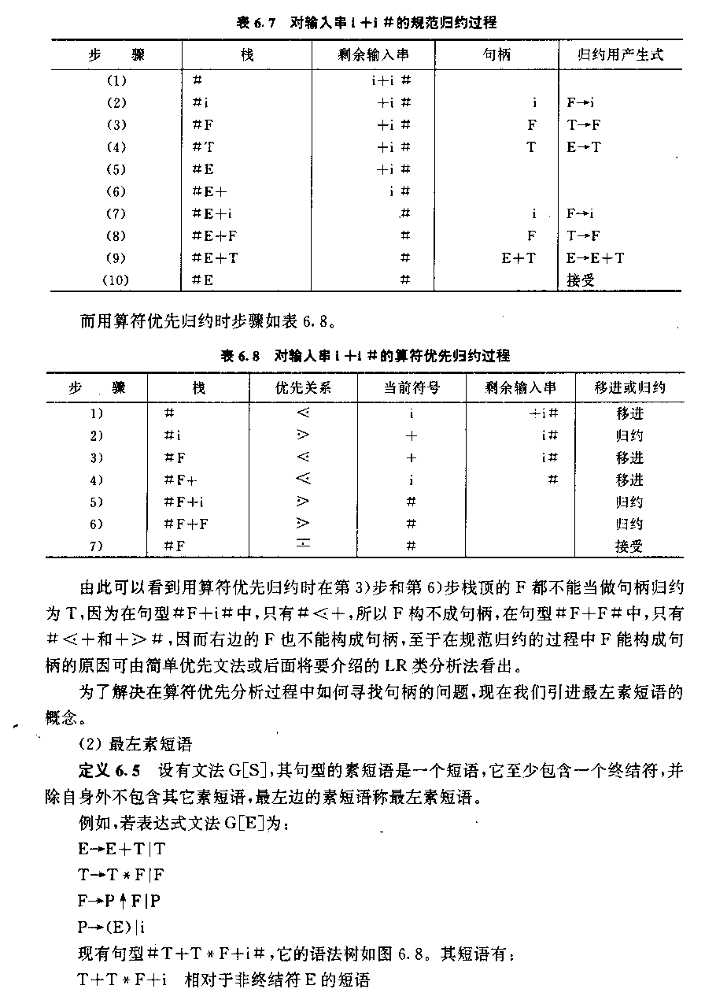 表 6.7 对输入串 i+i # 的规范归约过程
步 骤 栈 剩余输入串 句柄 归约用产生式
(1) # i+i #
(2) #i +i # i F→i
(3) #F +i # F T→F
(4) #T +i # T E→T
(5) #E +i #
(6) #E+ i #
(7) #E+i # i F→i
(8) #E+F # F T→F
(9) #E+T # E+T E→E+T
(10) #E # 接受
而用算符优先归约时步骤如表 6.8。
表 6.8 对输入串 i+i # 的算符优先归约过程
步 骤 栈 优先关系 当前符号 剩余输入串 移进或归约
1) # ⋖ i +i# 移进
2) #i ⋗ + i# 归约
3) #F ⋖ + i# 移进
4) #F+ ⋖ i # 移进
5) #F+i ⋗ # 归约
6) #F+F ⋗ # 归约
7) #F ≐ # 接受
由此可以看到用算符优先归约时在第 3)步和第 6)步栈顶的 F 都不能当做句柄归约
为 T,因为在句型#F+i#中,只有#⋖+,所以 F 构不成句柄,在句型#F+F#中,只有
#⋖+和+⋗#,因而右边的 F 也不能构成句柄,至于在规范归约的过程中 F 能构成句
柄的原因可由简单优先文法或后面将要介绍的 LR 类分析法看出。
为了解决在算符优先分析过程中如何寻找句柄的问题,现在我们引进最左素短语的
概念。
(2) 最左素短语
定义 6.5 设有文法 G[S],其句型的素短语是一个短语,它至少包含一个终结符,并
除自身外不包含其它素短语,最左边的素短语称最左素短语。
例如,若表达式文法 G[E]为:
E→E+T|T
T→T*F|F
F→P↑F|P
P→(E)|i
现有句型#T+T*F+i#,它的语法树如图 6.8。其短语有:
T+T*F+i 相对于非终结符 E 的短语